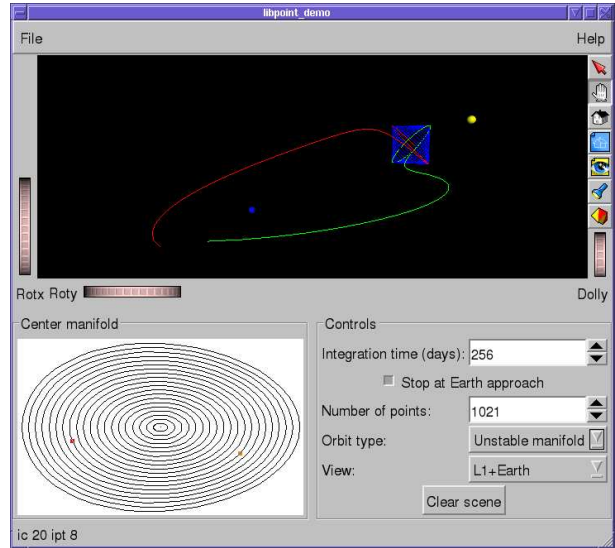 libpoint_demo
File Help
Rotx Roty Dolly
Center manifold
Controls
Integration time (days): 256
Stop at Earth approach
Number of points: 1021
Orbit type: Unstable manifold
View: L1+Earth
Clear scene
ic 20 ipt 8